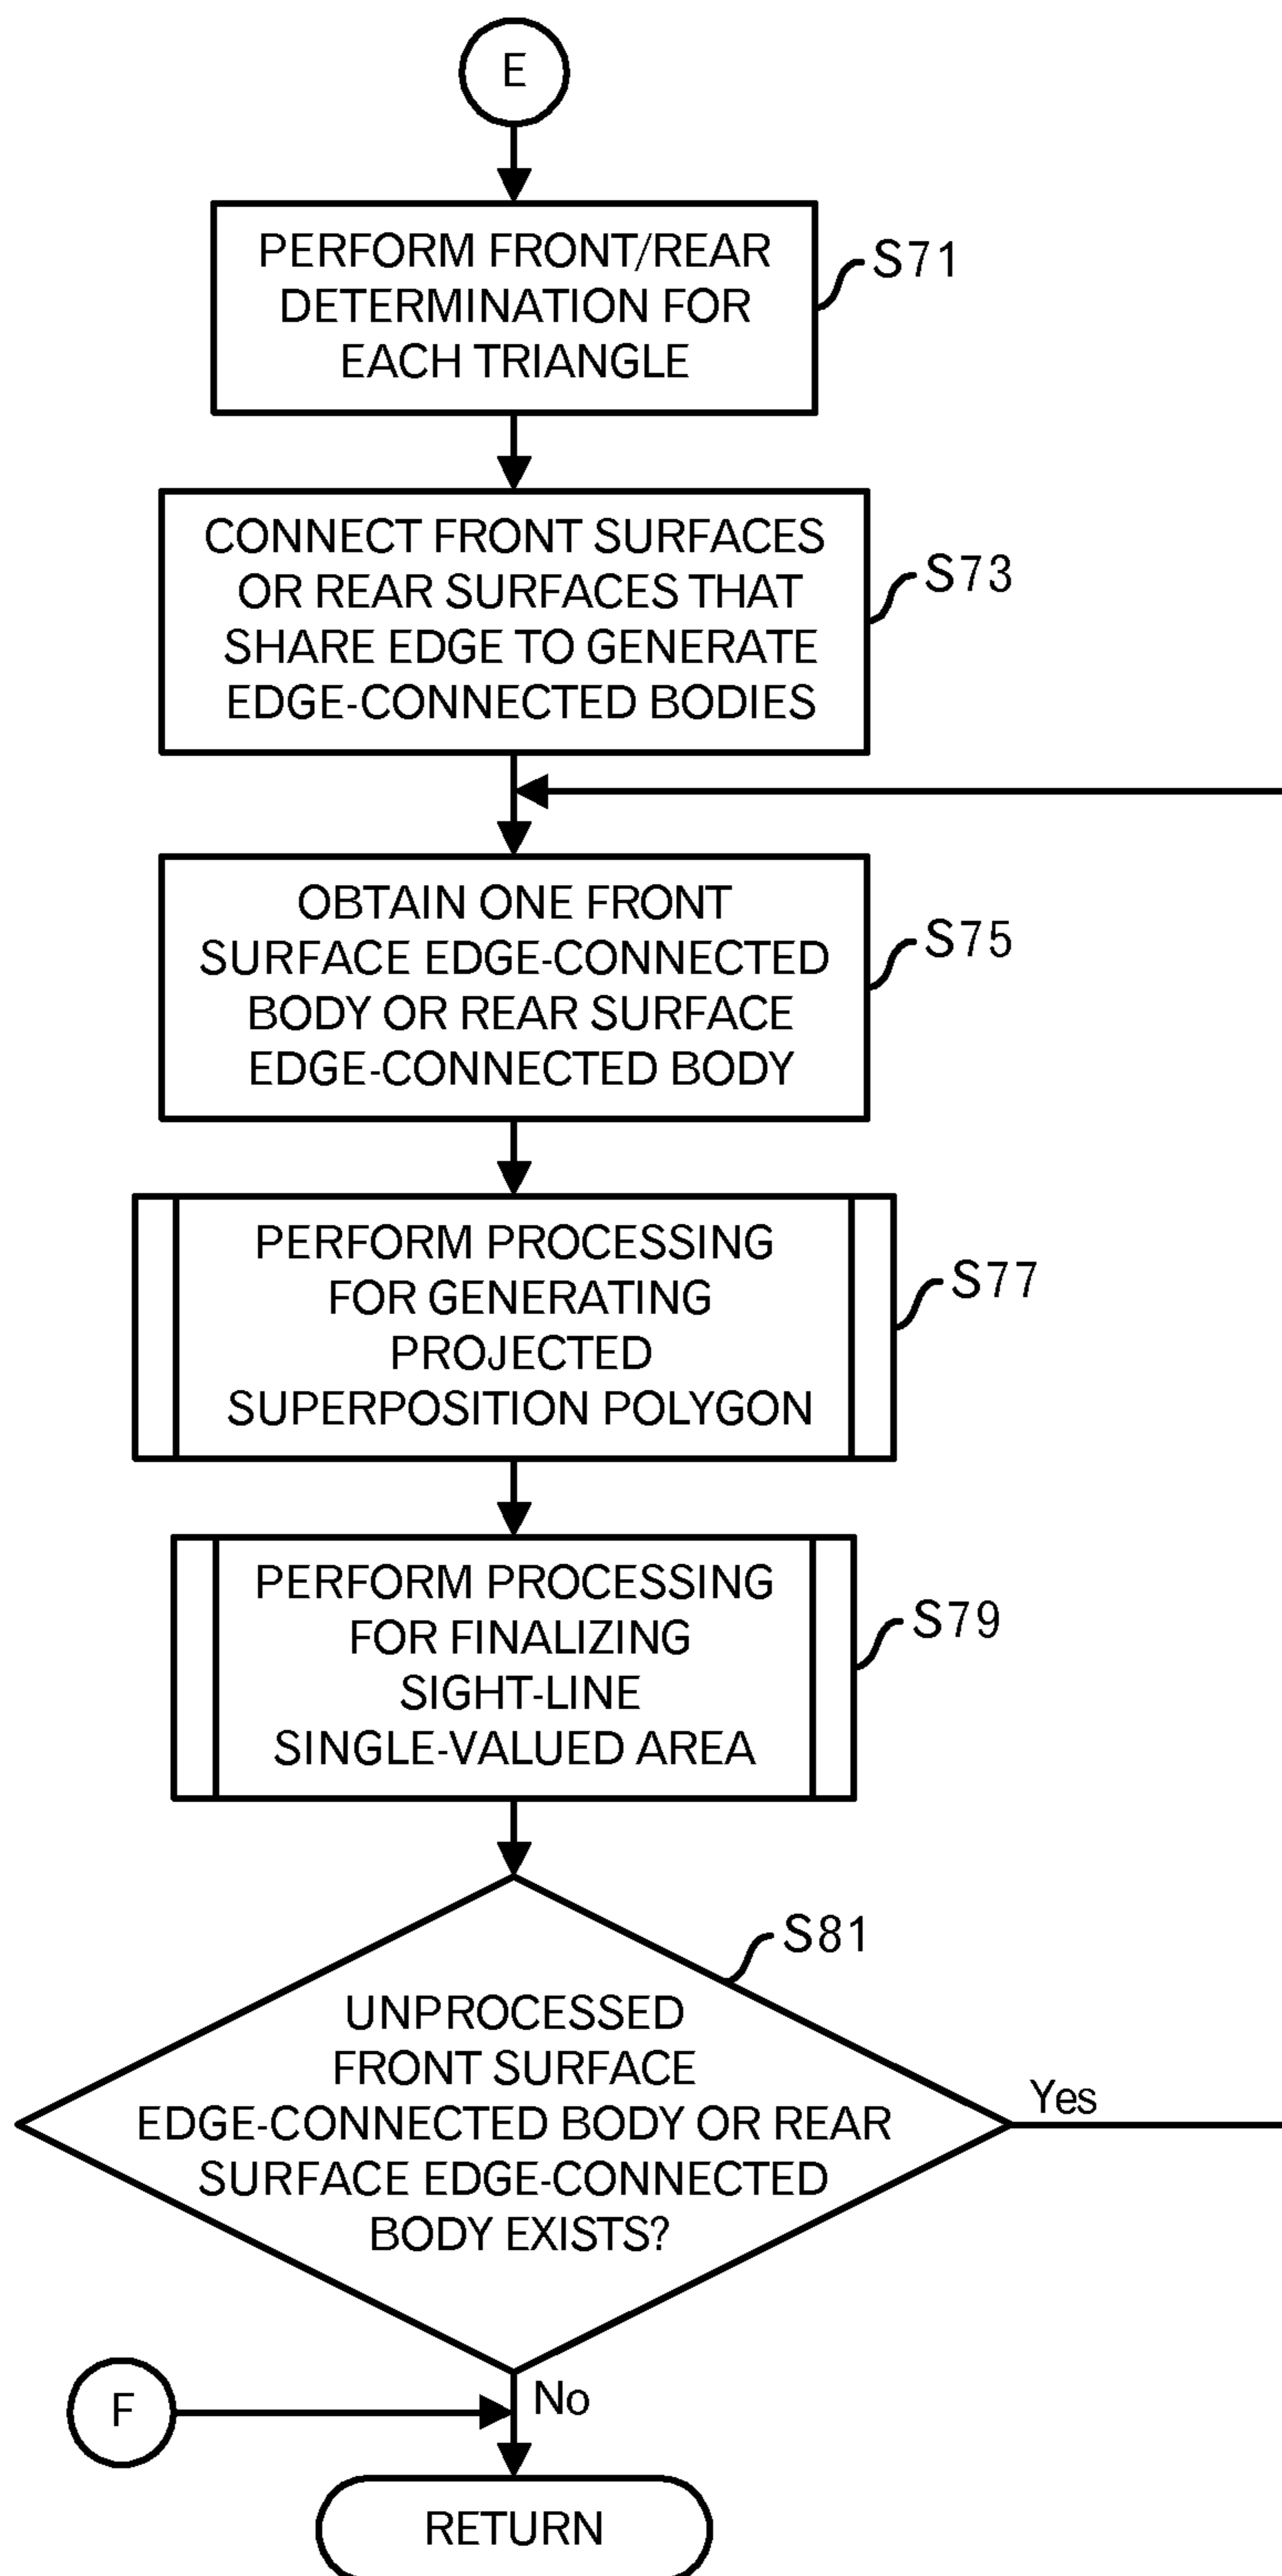 E
PERFORM FRONT/REAR
DETERMINATION FOR
EACH TRIANGLE
S71
CONNECT FRONT SURFACES
OR REAR SURFACES THAT
SHARE EDGE TO GENERATE
EDGE-CONNECTED BODIES
S73
OBTAIN ONE FRONT
SURFACE EDGE-CONNECTED
BODY OR REAR SURFACE
EDGE-CONNECTED BODY
S75
PERFORM PROCESSING
FOR GENERATING
PROJECTED
SUPERPOSITION POLYGON
S77
PERFORM PROCESSING
FOR FINALIZING
SIGHT-LINE
SINGLE-VALUED AREA
S79
S81
UNPROCESSED
FRONT SURFACE
EDGE-CONNECTED BODY OR REAR
SURFACE EDGE-CONNECTED
BODY EXISTS?
Yes
No
F
RETURN